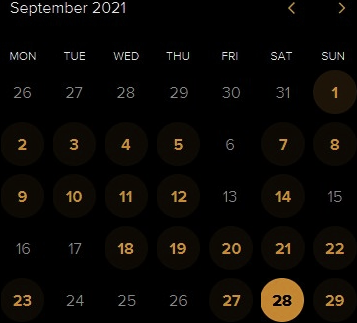 September 2021
MON TUE WED THU FRI SAT SUN
26 27 28 29 30 31 1
2 3 4 5 6 7 8
9 10 11 12 13 14 15
16 17 18 19 20 21 22
23 24 25 26 27 28 29